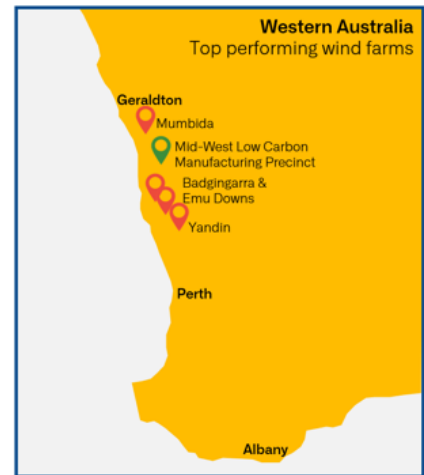 Western Australia
Top performing wind farms
Geraldton
Mumbida
Mid-West Low Carbon
Manufacturing Precinct
Badgingarra &
Emu Downs
Yandin
Perth
Albany